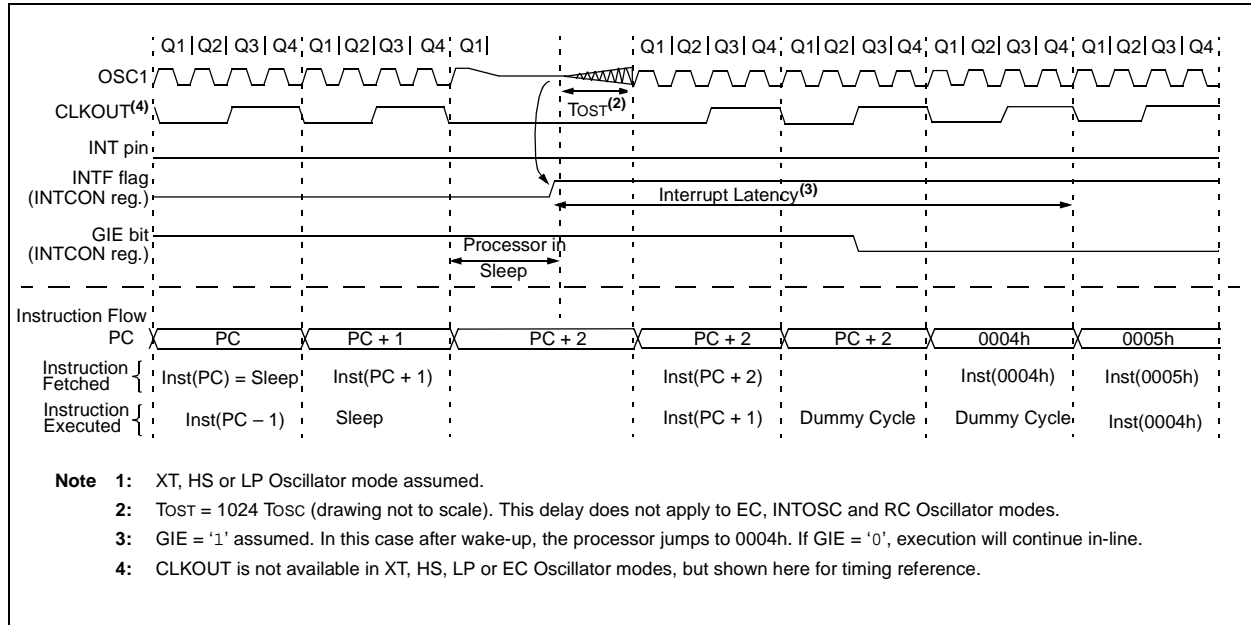 Q1 Q2 Q3 Q4 Q1 Q2 Q3 Q4 Q1 Q1 Q2 Q3 Q4 Q1 Q2 Q3 Q4 Q1 Q2 Q3 Q4 Q1 Q2 Q3 Q4
OSC1
TOST(2)
CLKOUT(4)
INT pin
INTF flag
(INTCON reg.)
Interrupt Latency(3)
GIE bit
(INTCON reg.)
Processor in
Sleep
Instruction Flow
PC PC PC + 1 PC + 2 PC + 2 PC + 2 0004h 0005h
Instruction
Fetched
Inst(PC) = Sleep Inst(PC + 1) Inst(PC + 2) Inst(0004h) Inst(0005h)
Instruction
Executed
Inst(PC – 1) Sleep Inst(PC + 1) Dummy Cycle Dummy Cycle Inst(0004h)
Note 1: XT, HS or LP Oscillator mode assumed.
2: TOST = 1024 TOSC (drawing not to scale). This delay does not apply to EC, INTOSC and RC Oscillator modes.
3: GIE = ‘1’ assumed. In this case after wake-up, the processor jumps to 0004h. If GIE = ‘0’, execution will continue in-line.
4: CLKOUT is not available in XT, HS, LP or EC Oscillator modes, but shown here for timing reference.